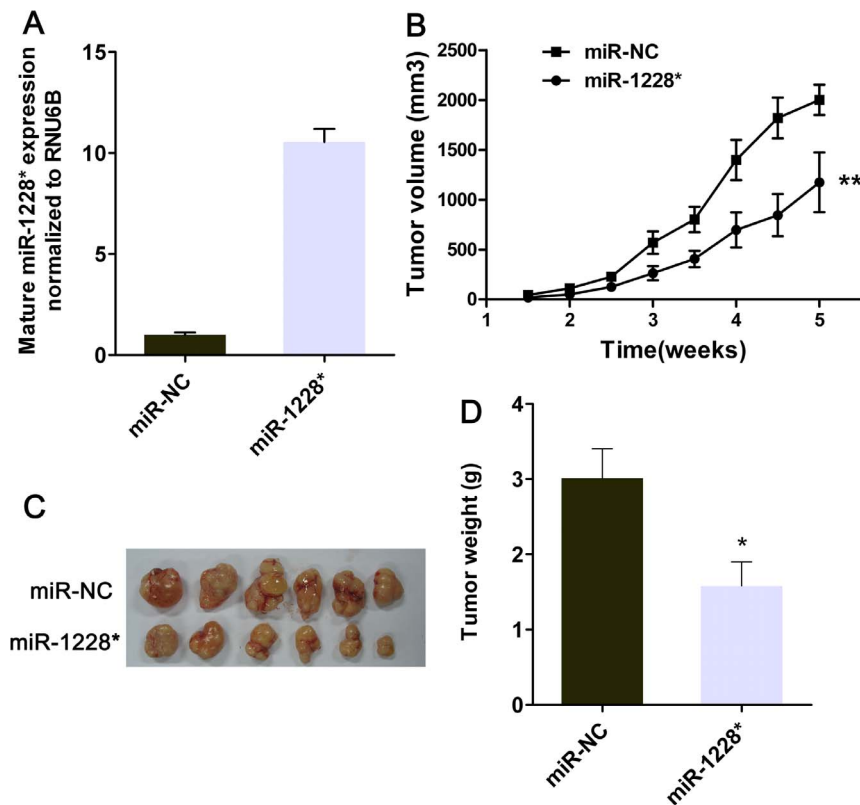 A
Mature miR-1228* expression
normalized to RNU6B
15
10
5
0
miR-NC
miR-1228*
B
miR-NC
miR-1228*
Tumor volume (mm3)
2500
2000
1500
1000
500
0
**
1 2 3 4 5
Time(weeks)
C
miR-NC
miR-1228*
D
Tumor weight (g)
4
3
2
1
0
*
miR-NC
miR-1228*